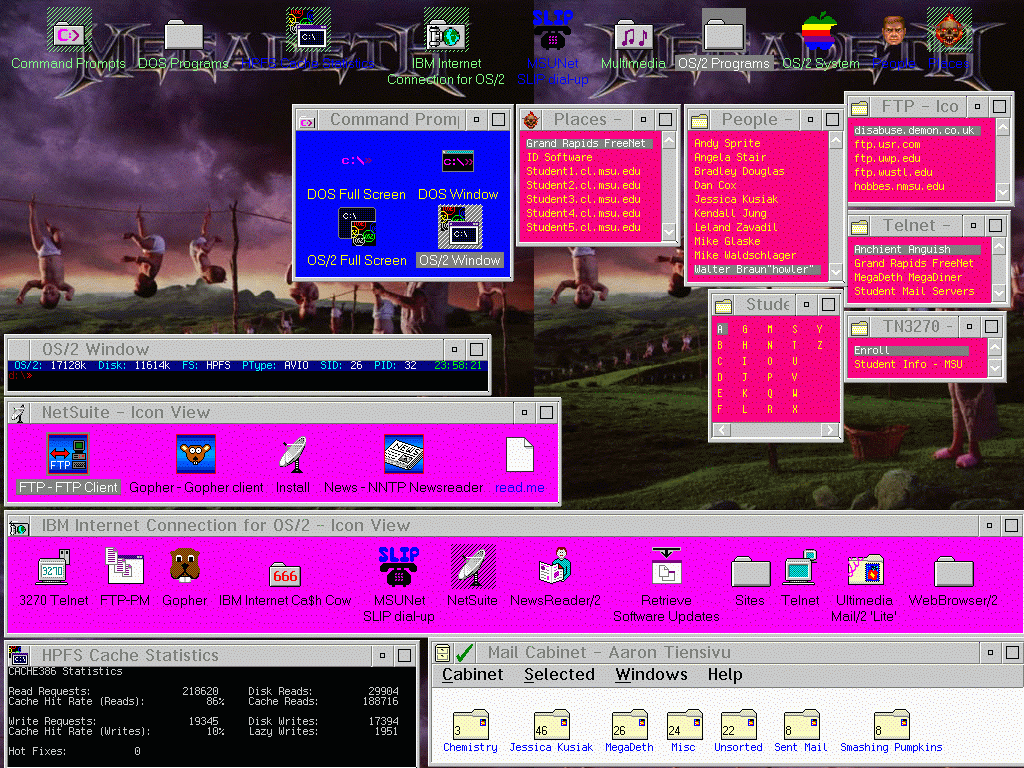 MEGADETH MEGADETH
SLIP
Command Prompts DOS Programs HPFS Cache Statistics IBM Internet Connection for OS/2 MSUNet SLIP dial-up Multimedia OS/2 Programs OS/2 System People Places
Command Prom
C:\»
DOS Full Screen
C:\»
DOS Window
C:\
OS/2 Full Screen
C:\
OS/2 Window
Places -
Grand Rapids FreeNet
ID Software
Student1.cl.msu.edu
Student2.cl.msu.edu
Student3.cl.msu.edu
Student4.cl.msu.edu
Student5.cl.msu.edu
People -
Andy Sprite
Angela Stair
Bradley Douglas
Dan Cox
Jessica Kusiak
Kendall Jung
Leland Zavadil
Mike Glaske
Mike Waldschlager
Walter Braun"howler"
FTP - Ico
disabuse.demon.co.uk
ftp.usr.com
ftp.uwp.edu
ftp.wustl.edu
hobbes.nmsu.edu
Telnet -
Anchient Anguish
Grand Rapids FreeNet
MegaDeth MegaDiner
Student Mail Servers
Stude
A G M S Y
B H N T Z
C I O U
D J P V
E K Q W
F L R X
TN3270 -
Enroll
Student Info - MSU
OS/2 Window
OS/2: 17128k Disk: 11614k FS: HPFS PType: AVIO SID: 26 PID: 32 23:58:21
d:\»
NetSuite - Icon View
FTP
FTP - FTP Client Gopher - Gopher client Install News - NNTP Newsreader read.me
IBM Internet Connection for OS/2 - Icon View
3270
666
SLIP
3270 Telnet FTP-PM Gopher IBM Internet Ca$h Cow MSUNet SLIP dial-up NetSuite NewsReader/2 Retrieve Software Updates Sites Telnet Ultimedia Mail/2 'Lite' WebBrowser/2
HPFS Cache Statistics
CACHE386 Statistics
Read Requests: 218620 Disk Reads: 29904
Cache Hit Rate (Reads): 86% Cache Reads: 188716
Write Requests: 19345 Disk Writes: 17394
Cache Hit Rate (Writes): 10% Lazy Writes: 1951
Hot Fixes: 0
Mail Cabinet - Aaron Tiensivu
Cabinet Selected Windows Help
3 46 26 24 22 8 8
Chemistry Jessica Kusiak MegaDeth Misc Unsorted Sent Mail Smashing Pumpkins